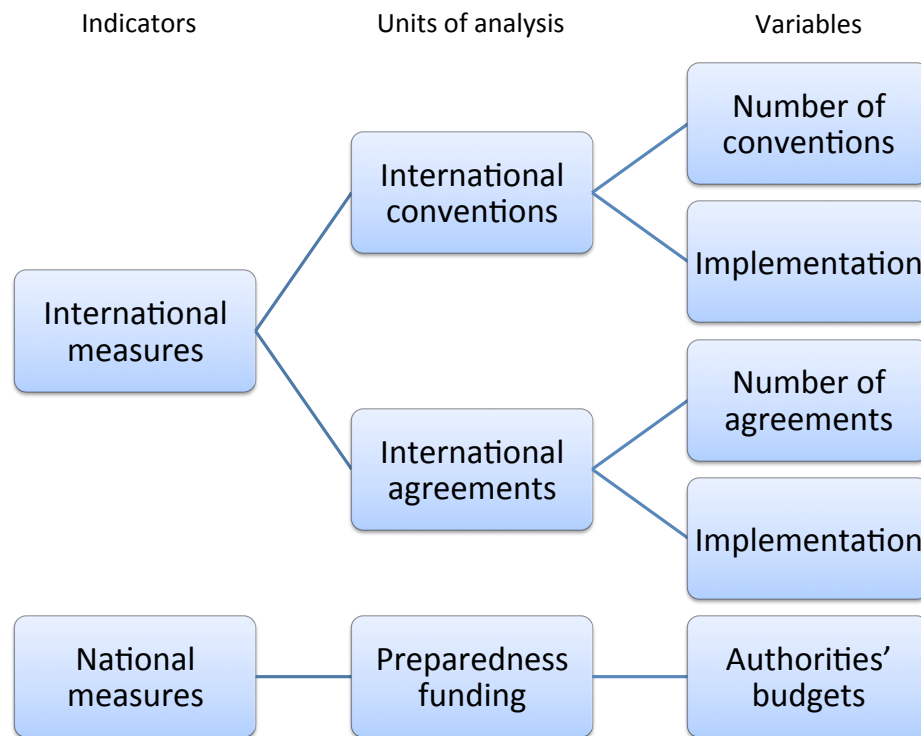 Indicators
Units of analysis
Variables
Number of
conventions
International
conventions
Implementation
International
measures
Number of
agreements
International
agreements
Implementation
National
measures
Preparedness
funding
Authorities’
budgets